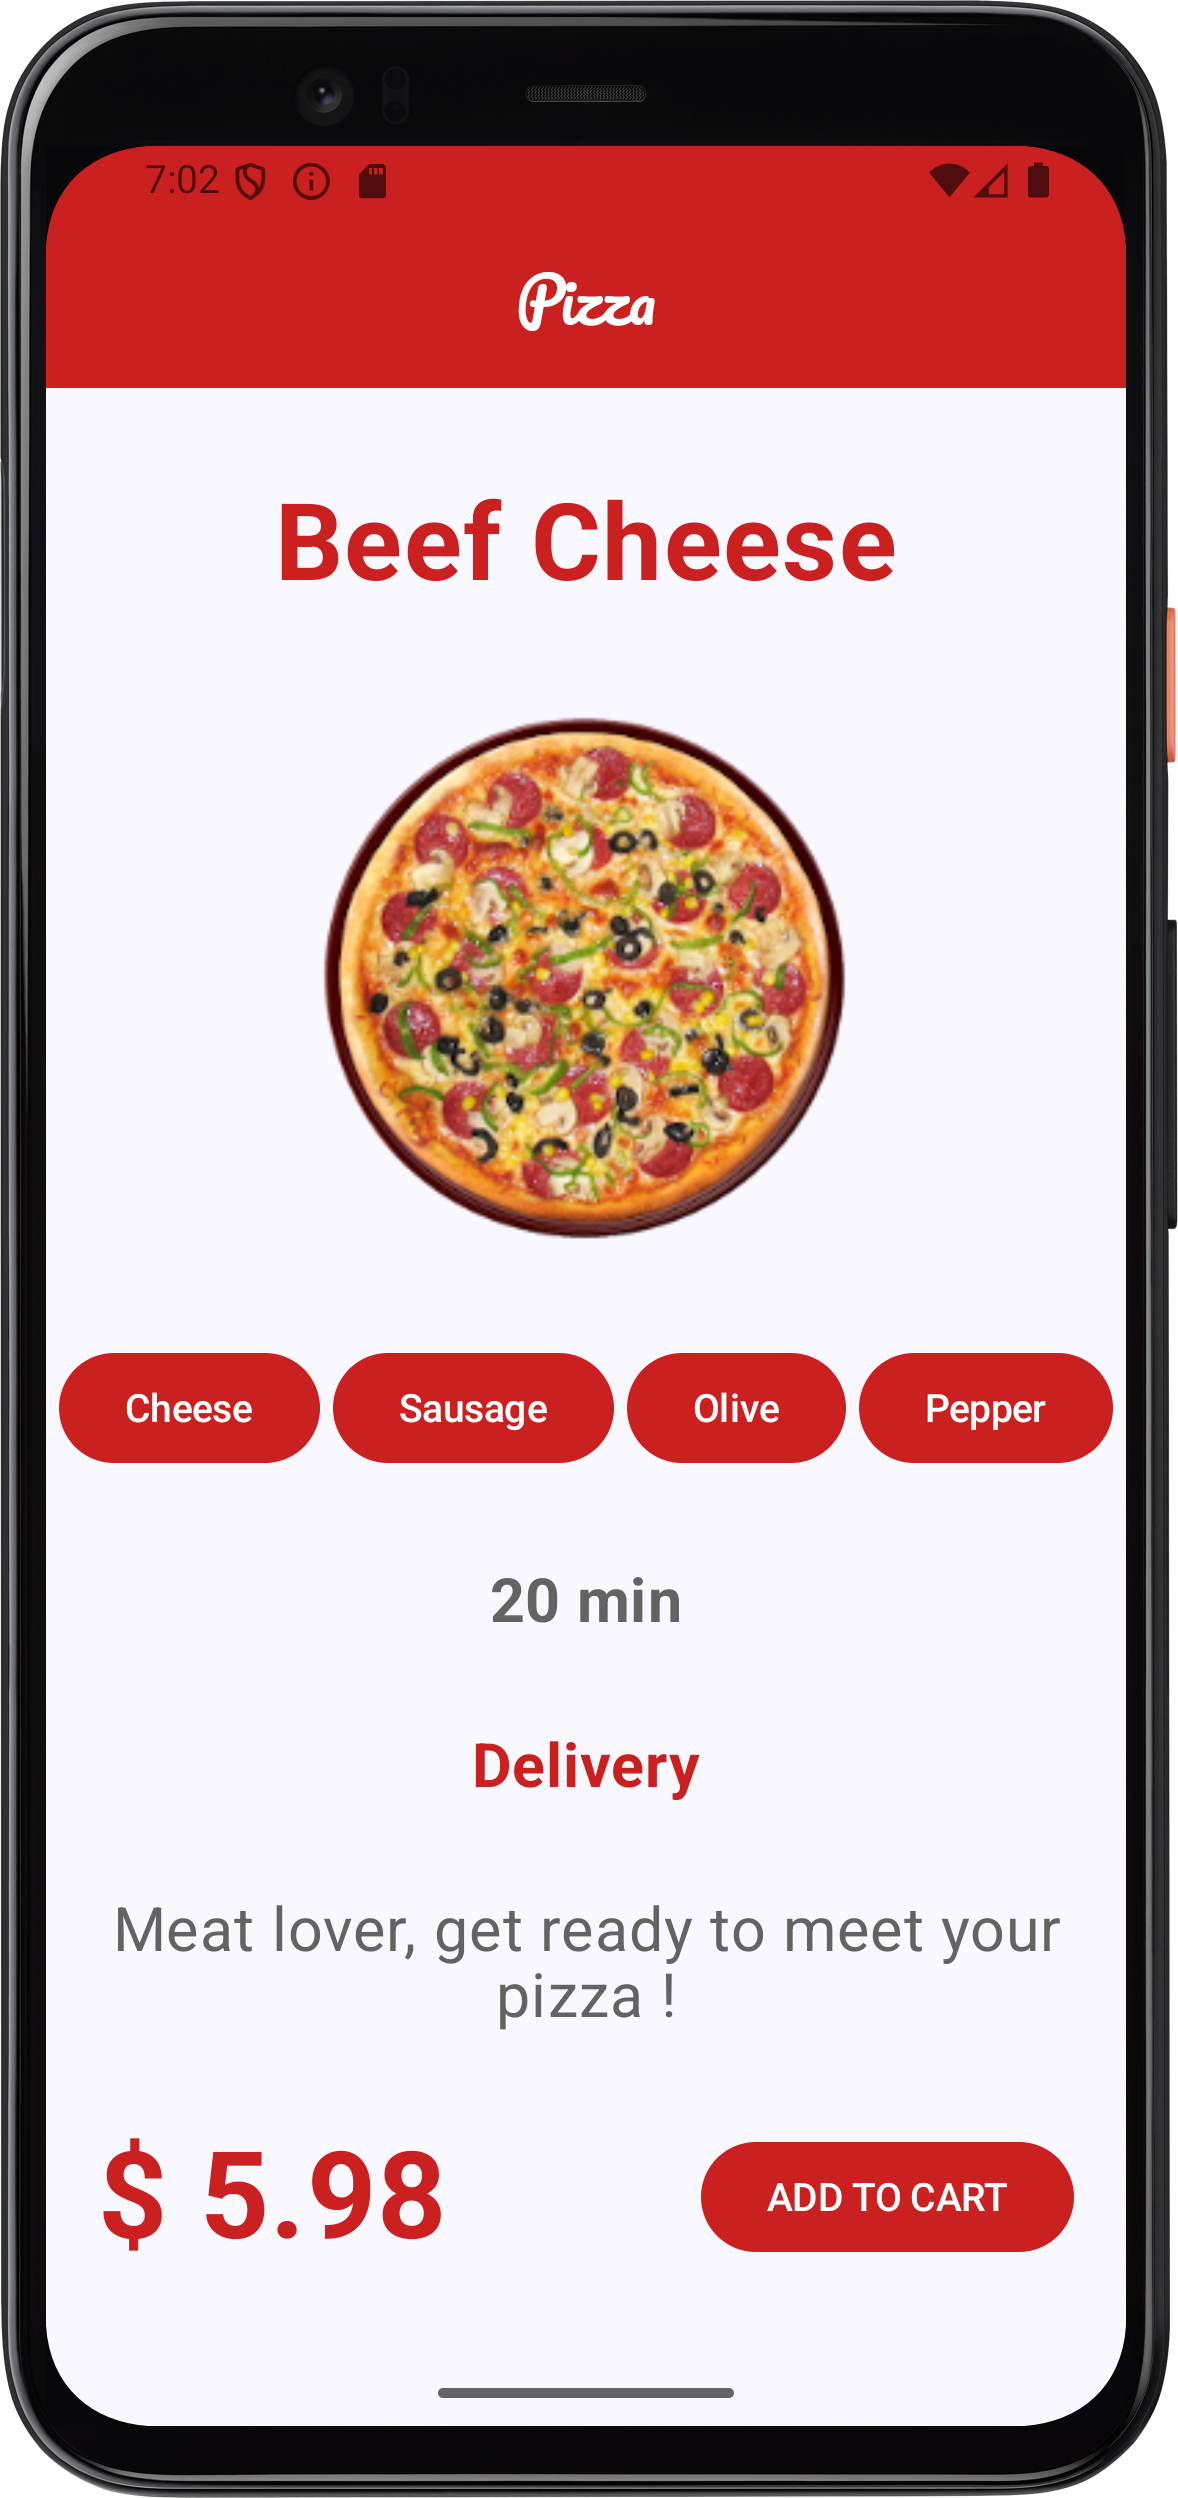 7:02
Pizza
Beef Cheese
Cheese Sausage Olive Pepper
20 min
Delivery
Meat lover, get ready to meet your
pizza !
$ 5.98 ADD TO CART